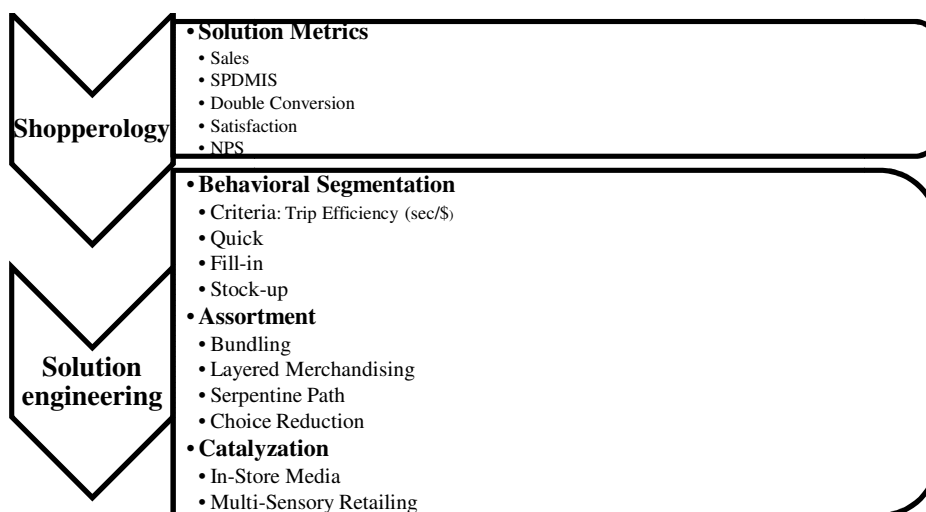 Shopperology
• Solution Metrics
• Sales
• SPDMIS
• Double Conversion
• Satisfaction
• NPS
Solution
engineering
• Behavioral Segmentation
• Criteria: Trip Efficiency (sec/$)
• Quick
• Fill-in
• Stock-up
• Assortment
• Bundling
• Layered Merchandising
• Serpentine Path
• Choice Reduction
• Catalyzation
• In-Store Media
• Multi-Sensory Retailing